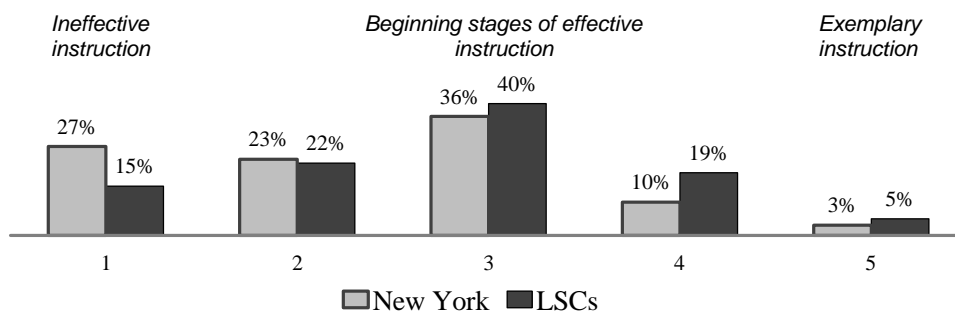 Ineffective
instruction
Beginning stages of effective
instruction
Exemplary
instruction
27%
15%
23%
22%
36%
40%
10%
19%
3%
5%
1
2
3
4
5
New York
LSCs